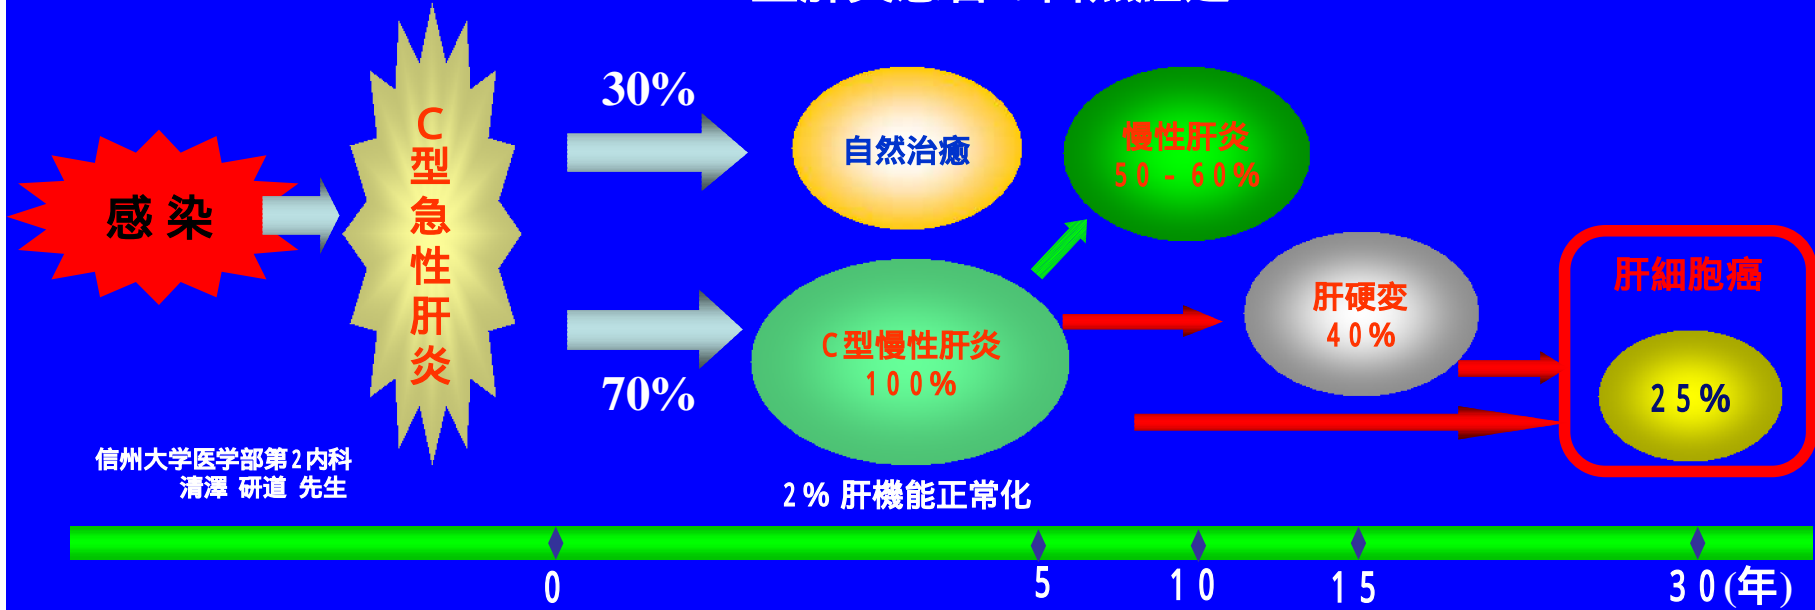 感染
C型急性肝炎
30%
自然治癒
慢性肝炎
50-60%
70%
C型慢性肝炎
100%
肝硬変
40%
肝細胞癌
25%
信州大学医学部第2内科
清澤 研道 先生
2%肝機能正常化
0
5
10
15
30(年)